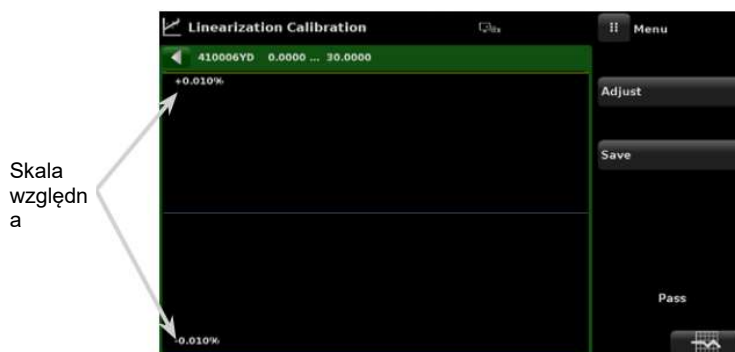 Linearization Calibration
Menu
410006YD 0.0000 ... 30.0000
+0.010%
Adjust
Save
Skala
względn
a
Pass
-0.010%